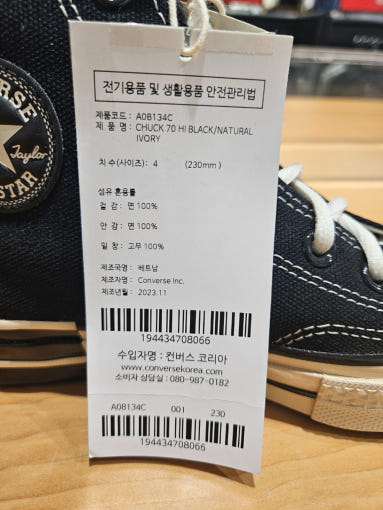 전기용품 및 생활용품 안전관리법
제품코드 : A08134C
제 품 명 : CHUCK 70 HI BLACK/NATURAL
IVORY
치 수(사이즈) : 4 (230mm)
섬유 혼용률
겉 감 : 면 100%
안 감 : 면 100%
밑 창 : 고무 100%
제조국명 : 베트남
제조자명 : Converse Inc.
제조년월 : 2023.11
194434708066
수입자명 : 컨버스 코리아
www.conversekorea.com
소비자 상담실 : 080-987-0182
A08134C 001 230
194434708066
Taylor
STAR